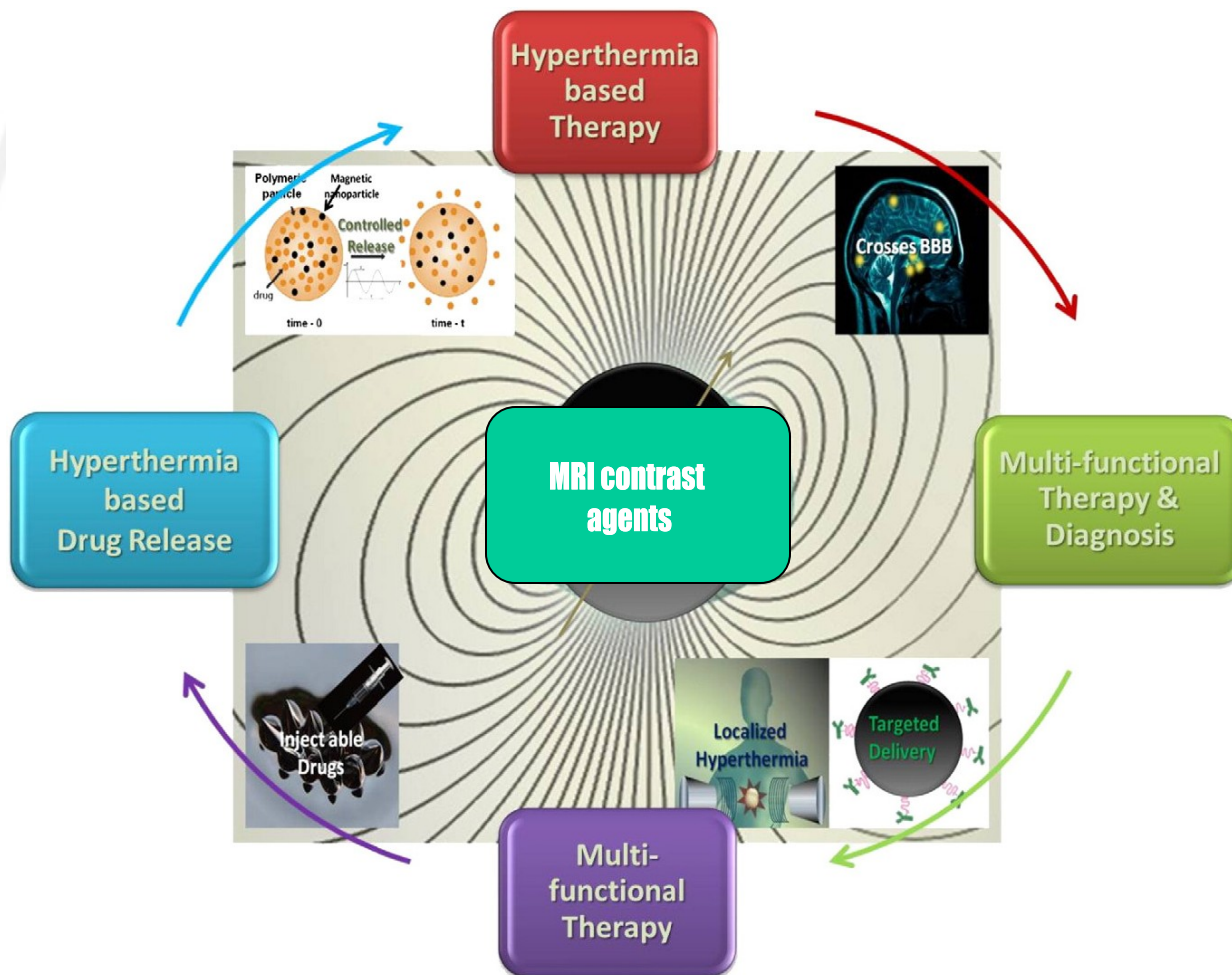 Hyperthermia
based
Therapy
Polymeric
particle
Magnetic
nanoparticle
Controlled
Release
drug
time - 0
time - t
Crosses BBB
Hyperthermia
based
Drug Release
MRI contrast
agents
Multi-functional
Therapy &
Diagnosis
Inject able
Drugs
Localized
Hyperthermia
Targeted
Delivery
Multi-
functional
Therapy